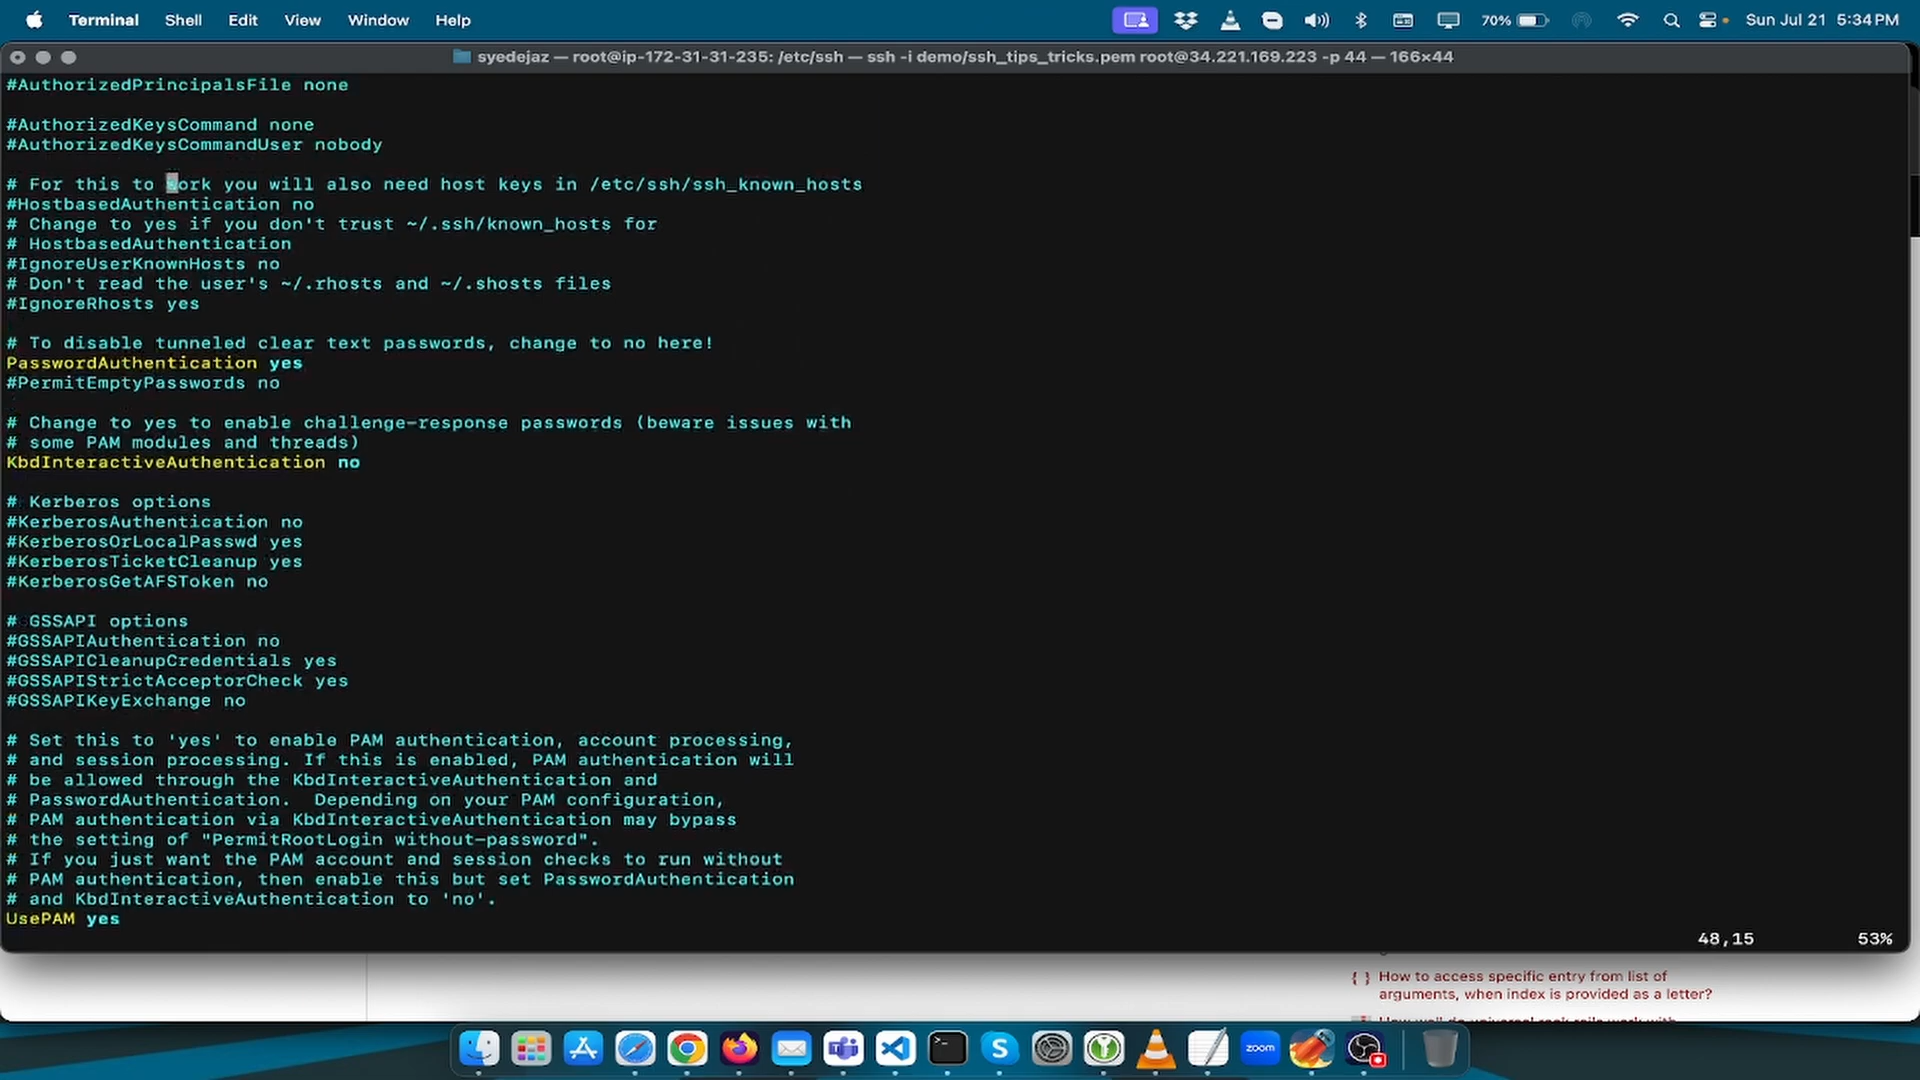 Terminal Shell Edit View Window Help 70% Sun Jul 21 5:34 PM
syedejaz — root@ip-172-31-31-235: /etc/ssh — ssh -i demo/ssh_tips_tricks.pem root@34.221.169.223 -p 44 — 166×44
#AuthorizedPrincipalsFile none
#AuthorizedKeysCommand none
#AuthorizedKeysCommandUser nobody
# For this to work you will also need host keys in /etc/ssh/ssh_known_hosts
#HostbasedAuthentication no
# Change to yes if you don't trust ~/.ssh/known_hosts for
# HostbasedAuthentication
#IgnoreUserKnownHosts no
# Don't read the user's ~/.rhosts and ~/.shosts files
#IgnoreRhosts yes
# To disable tunneled clear text passwords, change to no here!
PasswordAuthentication yes
#PermitEmptyPasswords no
# Change to yes to enable challenge-response passwords (beware issues with
# some PAM modules and threads)
KbdInteractiveAuthentication no
# Kerberos options
#KerberosAuthentication no
#KerberosOrLocalPasswd yes
#KerberosTicketCleanup yes
#KerberosGetAFSToken no
# GSSAPI options
#GSSAPIAuthentication no
#GSSAPICleanupCredentials yes
#GSSAPIStrictAcceptorCheck yes
#GSSAPIKeyExchange no
# Set this to 'yes' to enable PAM authentication, account processing,
# and session processing. If this is enabled, PAM authentication will
# be allowed through the KbdInteractiveAuthentication and
# PasswordAuthentication.  Depending on your PAM configuration,
# PAM authentication via KbdInteractiveAuthentication may bypass
# the setting of "PermitRootLogin without-password".
# If you just want the PAM account and session checks to run without
# PAM authentication, then enable this but set PasswordAuthentication
# and KbdInteractiveAuthentication to 'no'.
UsePAM yes
48,15 53%
{ } How to access specific entry from list of
arguments, when index is provided as a letter?
zoom